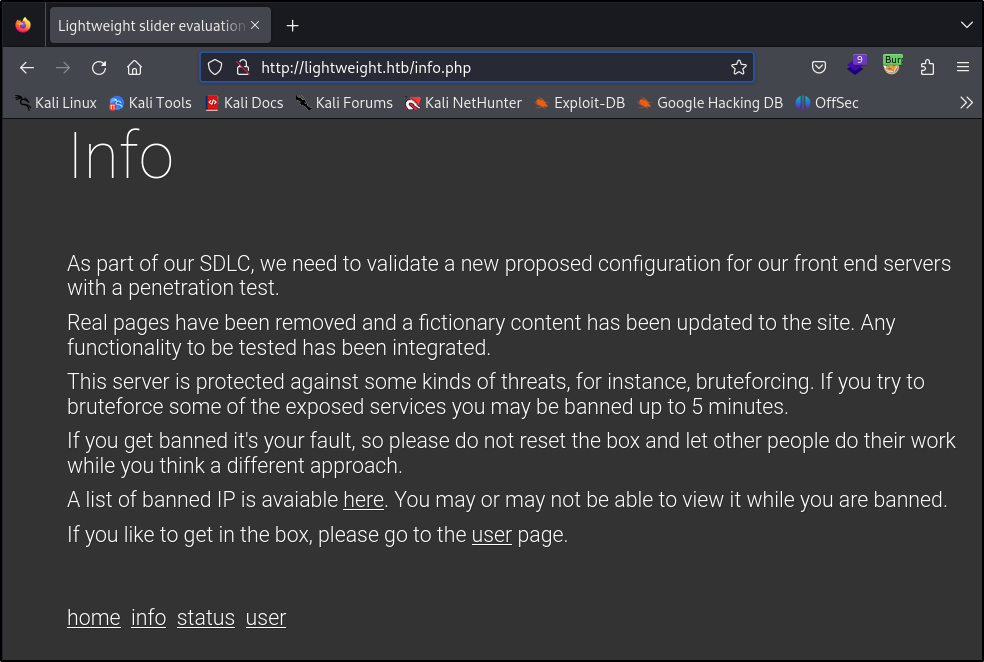 Lightweight slider evaluation
http://lightweight.htb/info.php
9
Bur
Kali Linux
Kali Tools
Kali Docs
Kali Forums
Kali NetHunter
Exploit-DB
Google Hacking DB
OffSec
Info
As part of our SDLC, we need to validate a new proposed configuration for our front end servers
with a penetration test.
Real pages have been removed and a fictionary content has been updated to the site. Any
functionality to be tested has been integrated.
This server is protected against some kinds of threats, for instance, bruteforcing. If you try to
bruteforce some of the exposed services you may be banned up to 5 minutes.
If you get banned it's your fault, so please do not reset the box and let other people do their work
while you think a different approach.
A list of banned IP is avaiable here. You may or may not be able to view it while you are banned.
If you like to get in the box, please go to the user page.
home info status user